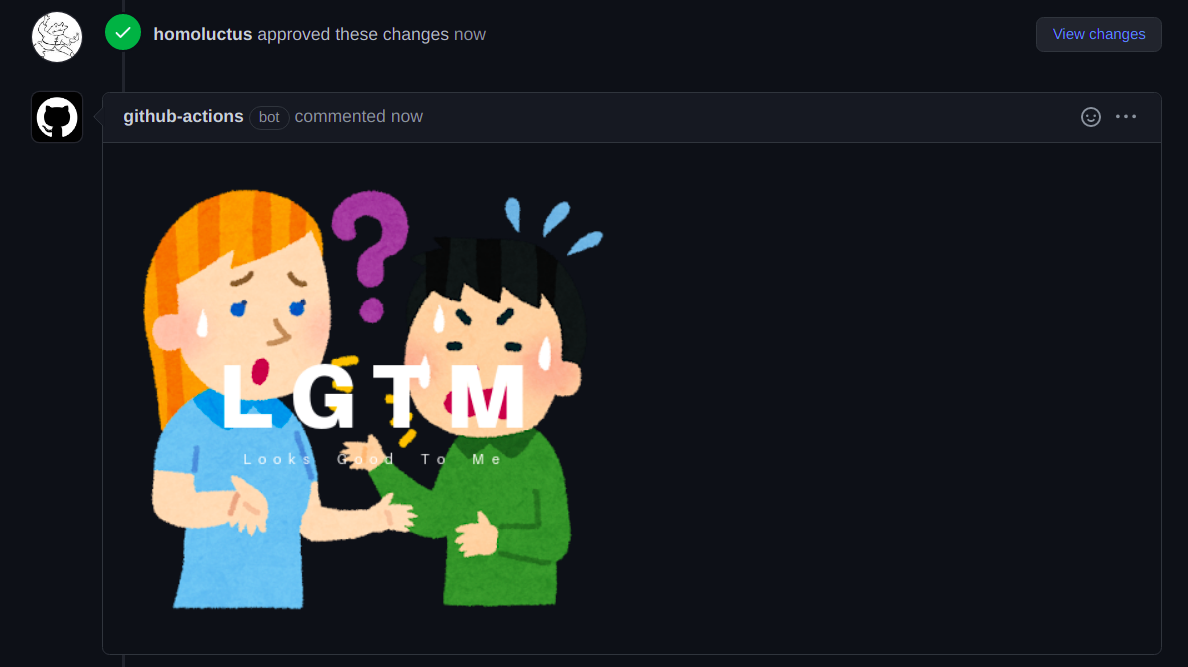 homoluctus approved these changes now
View changes
github-actions bot commented now
?
LGTM
Looks Good To Me